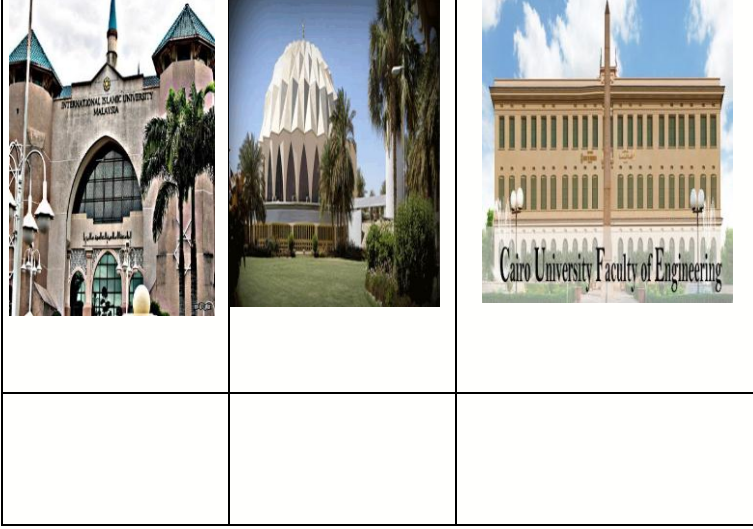 INTERNATIONAL ISLAMIC UNIVERSITY
MALAYSIA
Cairo University Faculty of Engineering